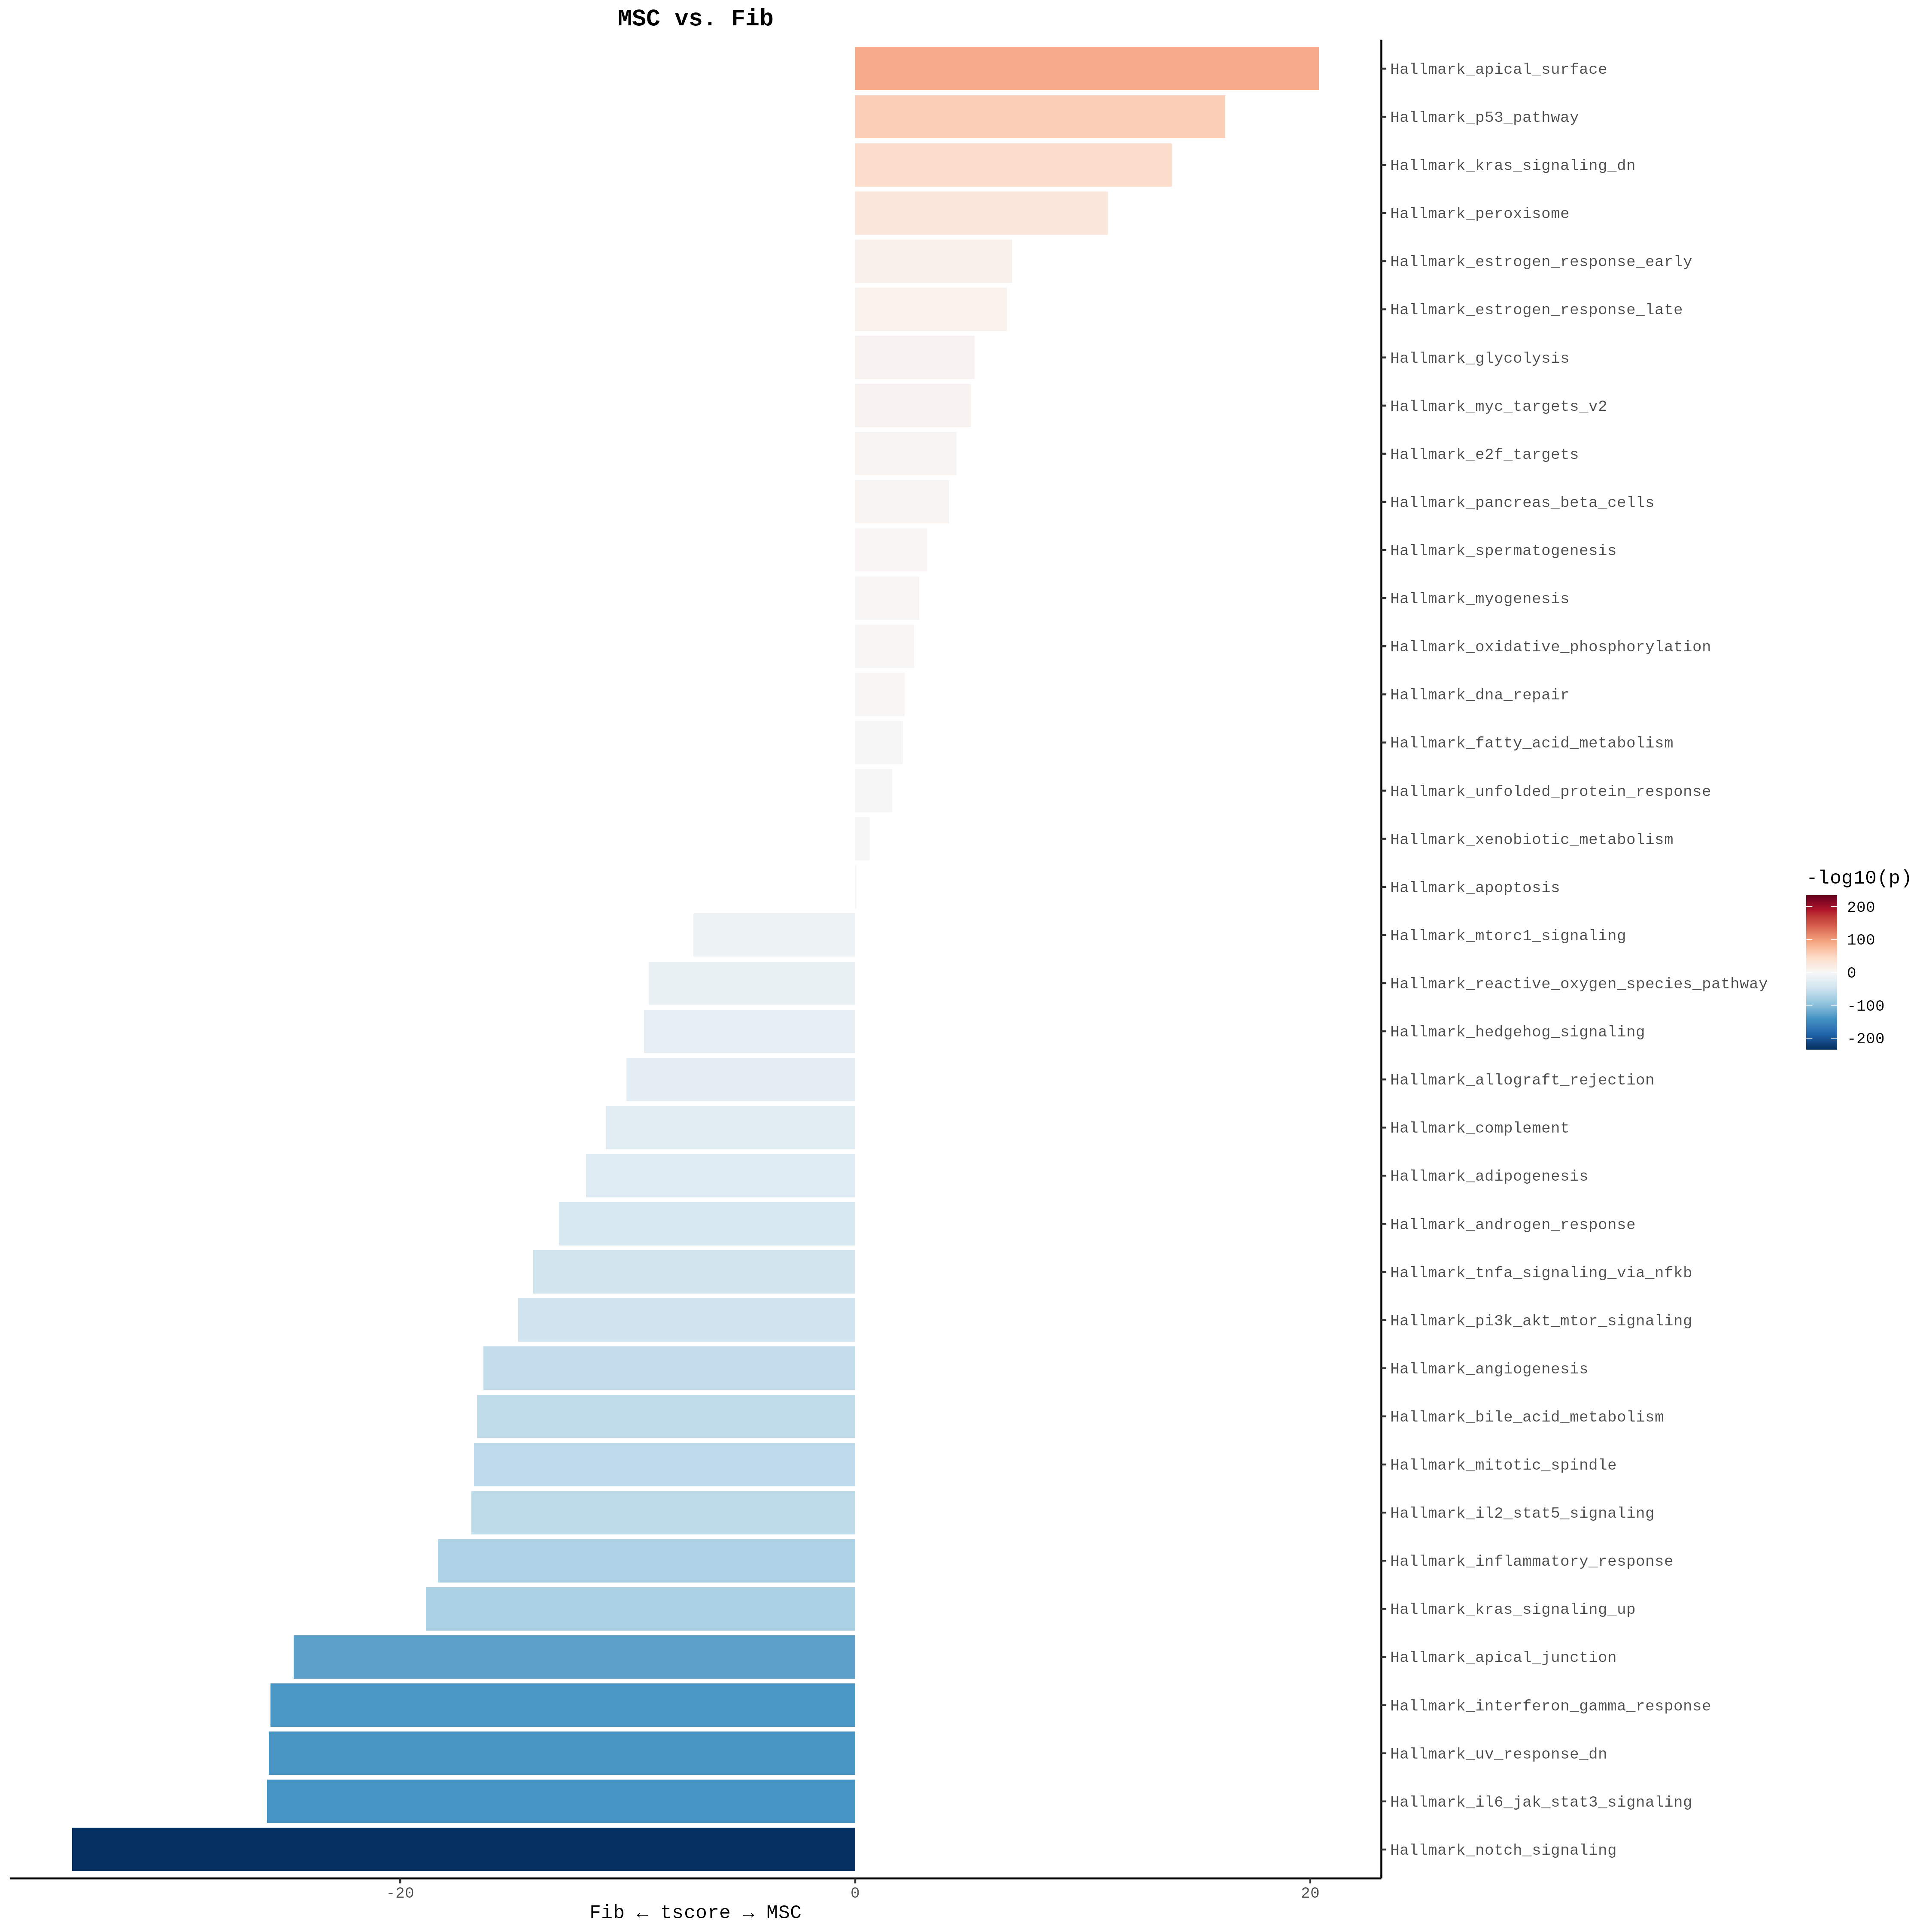 MSC vs. Fib
Hallmark_apical_surface
Hallmark_p53_pathway
Hallmark_kras_signaling_dn
Hallmark_peroxisome
Hallmark_estrogen_response_early
Hallmark_estrogen_response_late
Hallmark_glycolysis
Hallmark_myc_targets_v2
Hallmark_e2f_targets
Hallmark_pancreas_beta_cells
Hallmark_spermatogenesis
Hallmark_myogenesis
Hallmark_oxidative_phosphorylation
Hallmark_dna_repair
Hallmark_fatty_acid_metabolism
Hallmark_unfolded_protein_response
Hallmark_xenobiotic_metabolism
Hallmark_apoptosis
Hallmark_mtorc1_signaling
Hallmark_reactive_oxygen_species_pathway
Hallmark_hedgehog_signaling
Hallmark_allograft_rejection
Hallmark_complement
Hallmark_adipogenesis
Hallmark_androgen_response
Hallmark_tnfa_signaling_via_nfkb
Hallmark_pi3k_akt_mtor_signaling
Hallmark_angiogenesis
Hallmark_bile_acid_metabolism
Hallmark_mitotic_spindle
Hallmark_il2_stat5_signaling
Hallmark_inflammatory_response
Hallmark_kras_signaling_up
Hallmark_apical_junction
Hallmark_interferon_gamma_response
Hallmark_uv_response_dn
Hallmark_il6_jak_stat3_signaling
Hallmark_notch_signaling
-20 0 20
Fib ← tscore → MSC
-log10(p)
200
100
0
-100
-200